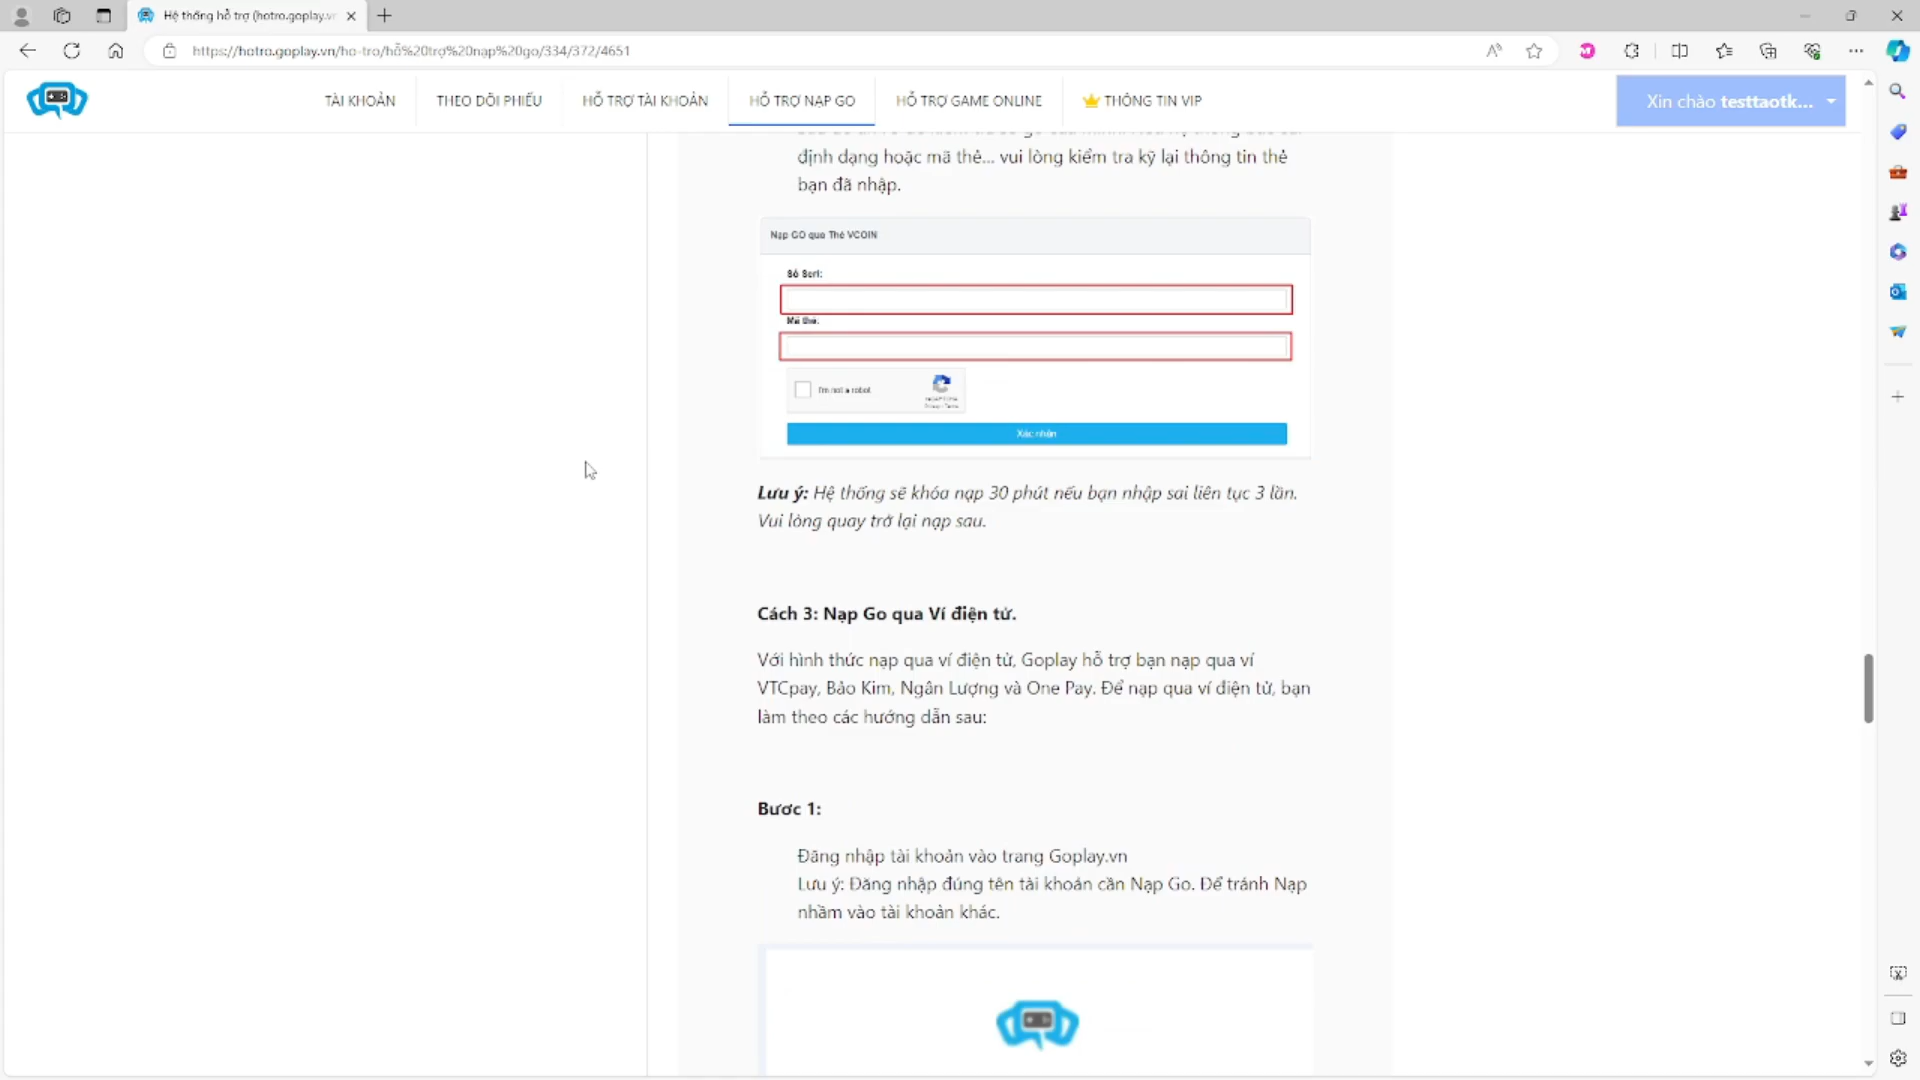 Hệ thống hỗ trợ (hotro.goplay.vn
https://hotro.goplay.vn/ho-tro/hỗ%20trợ%20nạp%20go/334/372/4651
TÀI KHOẢN
THEO DÕI PHIẾU
HỖ TRỢ TÀI KHOẢN
HỖ TRỢ NẠP GO
HỖ TRỢ GAME ONLINE
THÔNG TIN VIP
Xin chào testtaotk...
định dạng hoặc mã thẻ... vui lòng kiểm tra kỹ lại thông tin thẻ
bạn đã nhập.
Nạp GO qua Thẻ VCOIN
Số Seri:
Mã thẻ:
I'm not a robot
Xác nhận
Lưu ý: Hệ thống sẽ khóa nạp 30 phút nếu bạn nhập sai liên tục 3 lần.
Vui lòng quay trở lại nạp sau.
Cách 3: Nạp Go qua Ví điện tử.
Với hình thức nạp qua ví điện tử, Goplay hỗ trợ bạn nạp qua ví
VTCpay, Bảo Kim, Ngân Lượng và One Pay. Để nạp qua ví điện tử, bạn
làm theo các hướng dẫn sau:
Bước 1:
Đăng nhập tài khoản vào trang Goplay.vn
Lưu ý: Đăng nhập đúng tên tài khoản cần Nạp Go. Để tránh Nạp
nhầm vào tài khoản khác.